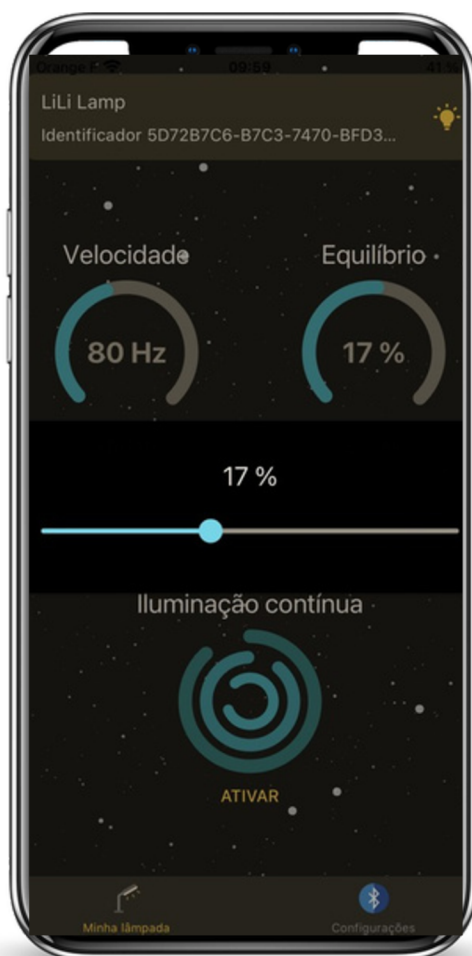 Orange F
09:59
41 %
LiLi Lamp
Identificador 5D72B7C6-B7C3-7470-BFD3...
Velocidade
Equilíbrio
80 Hz
17 %
17 %
Iluminação contínua
ATIVAR
Minha lâmpada
Configurações